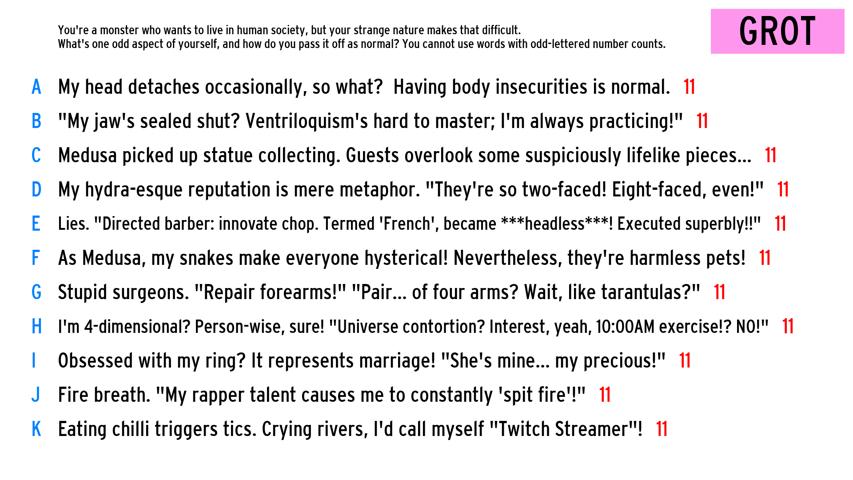 You're a monster who wants to live in human society, but your strange nature makes that difficult.
What's one odd aspect of yourself, and how do you pass it off as normal? You cannot use words with odd-lettered number counts.
GROT
A My head detaches occasionally, so what?  Having body insecurities is normal. 11
B "My jaw's sealed shut? Ventriloquism's hard to master; I'm always practicing!" 11
C Medusa picked up statue collecting. Guests overlook some suspiciously lifelike pieces... 11
D My hydra-esque reputation is mere metaphor. "They're so two-faced! Eight-faced, even!" 11
E Lies. "Directed barber: innovate chop. Termed 'French', became ***headless***! Executed superbly!!" 11
F As Medusa, my snakes make everyone hysterical! Nevertheless, they're harmless pets! 11
G Stupid surgeons. "Repair forearms!" "Pair... of four arms? Wait, like tarantulas?" 11
H I'm 4-dimensional? Person-wise, sure! "Universe contortion? Interest, yeah, 10:00AM exercise!? NO!" 11
I Obsessed with my ring? It represents marriage! "She's mine... my precious!" 11
J Fire breath. "My rapper talent causes me to constantly 'spit fire'!" 11
K Eating chilli triggers tics. Crying rivers, I'd call myself "Twitch Streamer"! 11